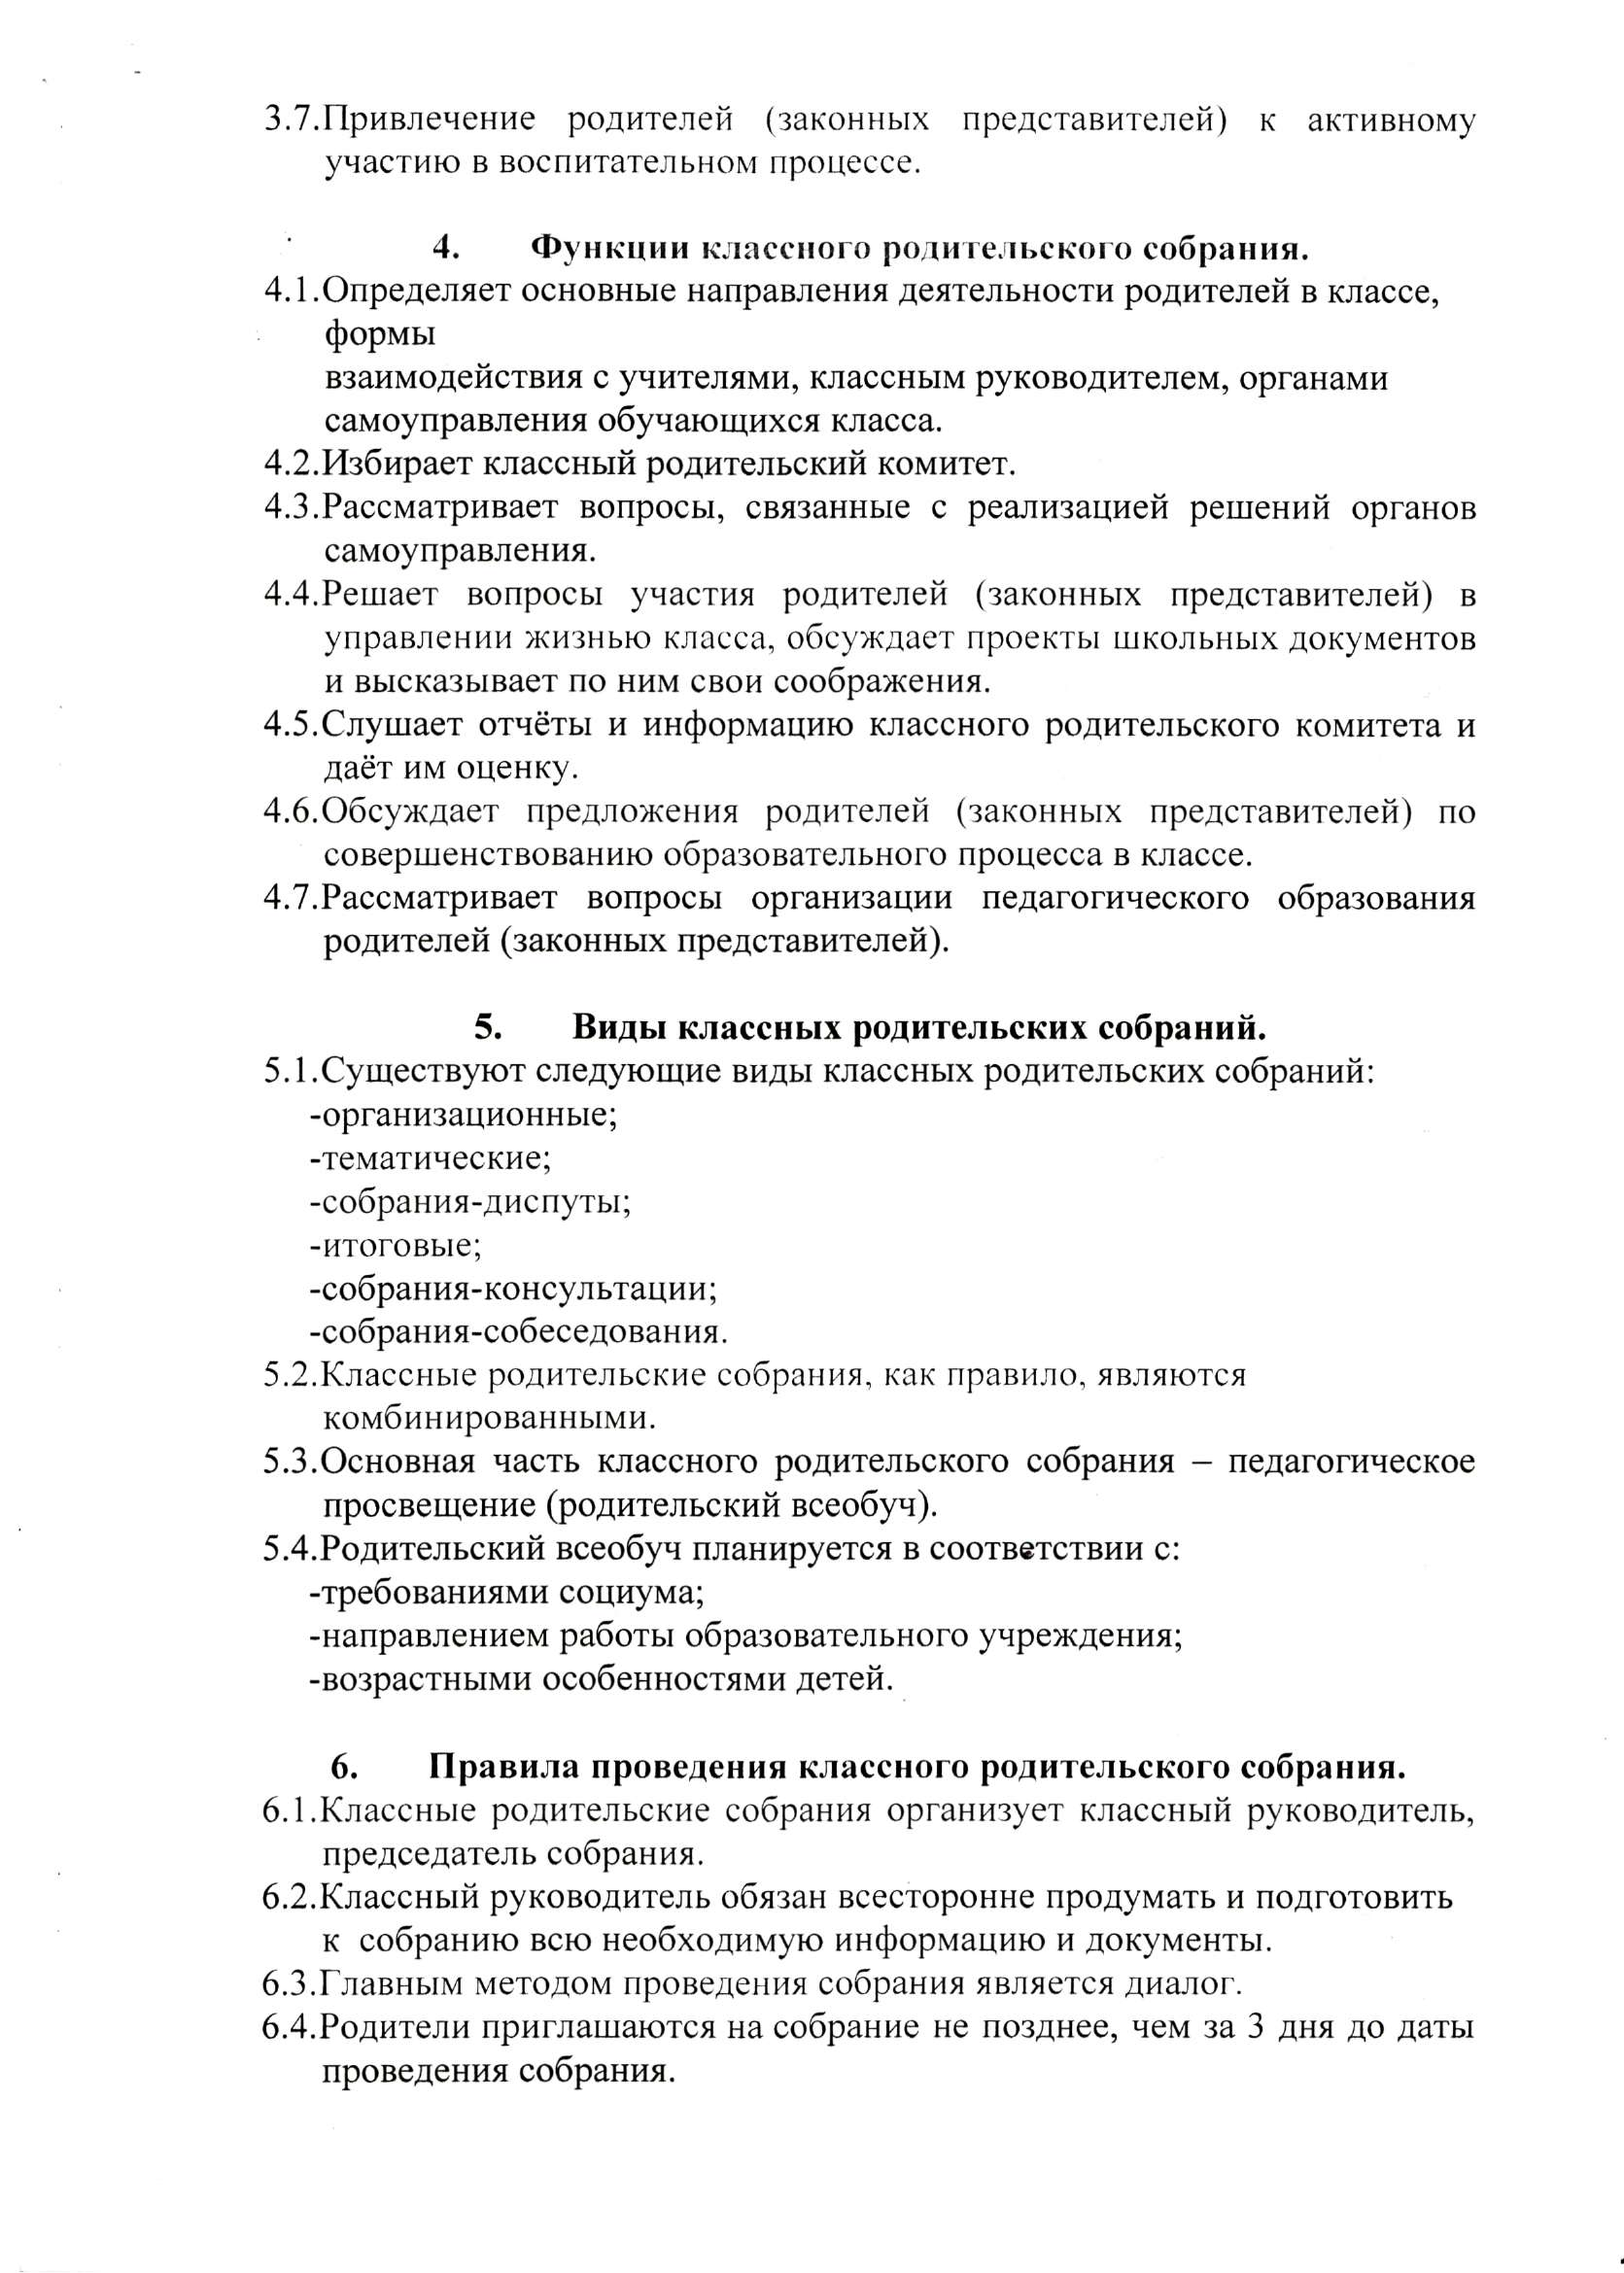 3.7.Привлечение родителей (законных представителей) к активному
участию в воспитательном процессе.
4. Функции классного родительского собрания.
4.1.Определяет основные направления деятельности родителей в классе,
формы
взаимодействия с учителями, классным руководителем, органами
самоуправления обучающихся класса.
4.2.Избирает классный родительский комитет.
4.3.Рассматривает вопросы, связанные с реализацией решений органов
самоуправления.
4.4.Решает вопросы участия родителей (законных представителей) в
управлении жизнью класса, обсуждает проекты школьных документов
и высказывает по ним свои соображения.
4.5.Слушает отчёты и информацию классного родительского комитета и
даёт им оценку.
4.6.Обсуждает предложения родителей (законных представителей) по
совершенствованию образовательного процесса в классе.
4.7.Рассматривает вопросы организации педагогического образования
родителей (законных представителей).
5. Виды классных родительских собраний.
5.1.Существуют следующие виды классных родительских собраний:
-организационные;
-тематические;
-собрания-диспуты;
-итоговые;
-собрания-консультации;
-собрания-собеседования.
5.2.Классные родительские собрания, как правило, являются
комбинированными.
5.3.Основная часть классного родительского собрания – педагогическое
просвещение (родительский всеобуч).
5.4.Родительский всеобуч планируется в соответствии с:
-требованиями социума;
-направлением работы образовательного учреждения;
-возрастными особенностями детей.
6. Правила проведения классного родительского собрания.
6.1.Классные родительские собрания организует классный руководитель,
председатель собрания.
6.2.Классный руководитель обязан всесторонне продумать и подготовить
к собранию всю необходимую информацию и документы.
6.3.Главным методом проведения собрания является диалог.
6.4.Родители приглашаются на собрание не позднее, чем за 3 дня до даты
проведения собрания.